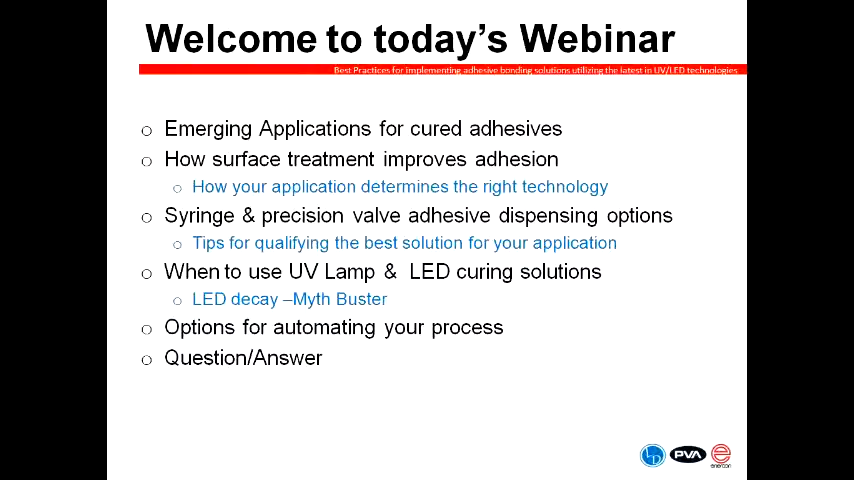 Welcome to today's Webinar
Best Practices for implementing adhesive bonding solutions utilizing the latest in UV/LED technologies
o Emerging Applications for cured adhesives
o How surface treatment improves adhesion
o How your application determines the right technology
o Syringe & precision valve adhesive dispensing options
o Tips for qualifying the best solution for your application
o When to use UV Lamp & LED curing solutions
o LED decay –Myth Buster
o Options for automating your process
o Question/Answer
LD PVA e
enercon